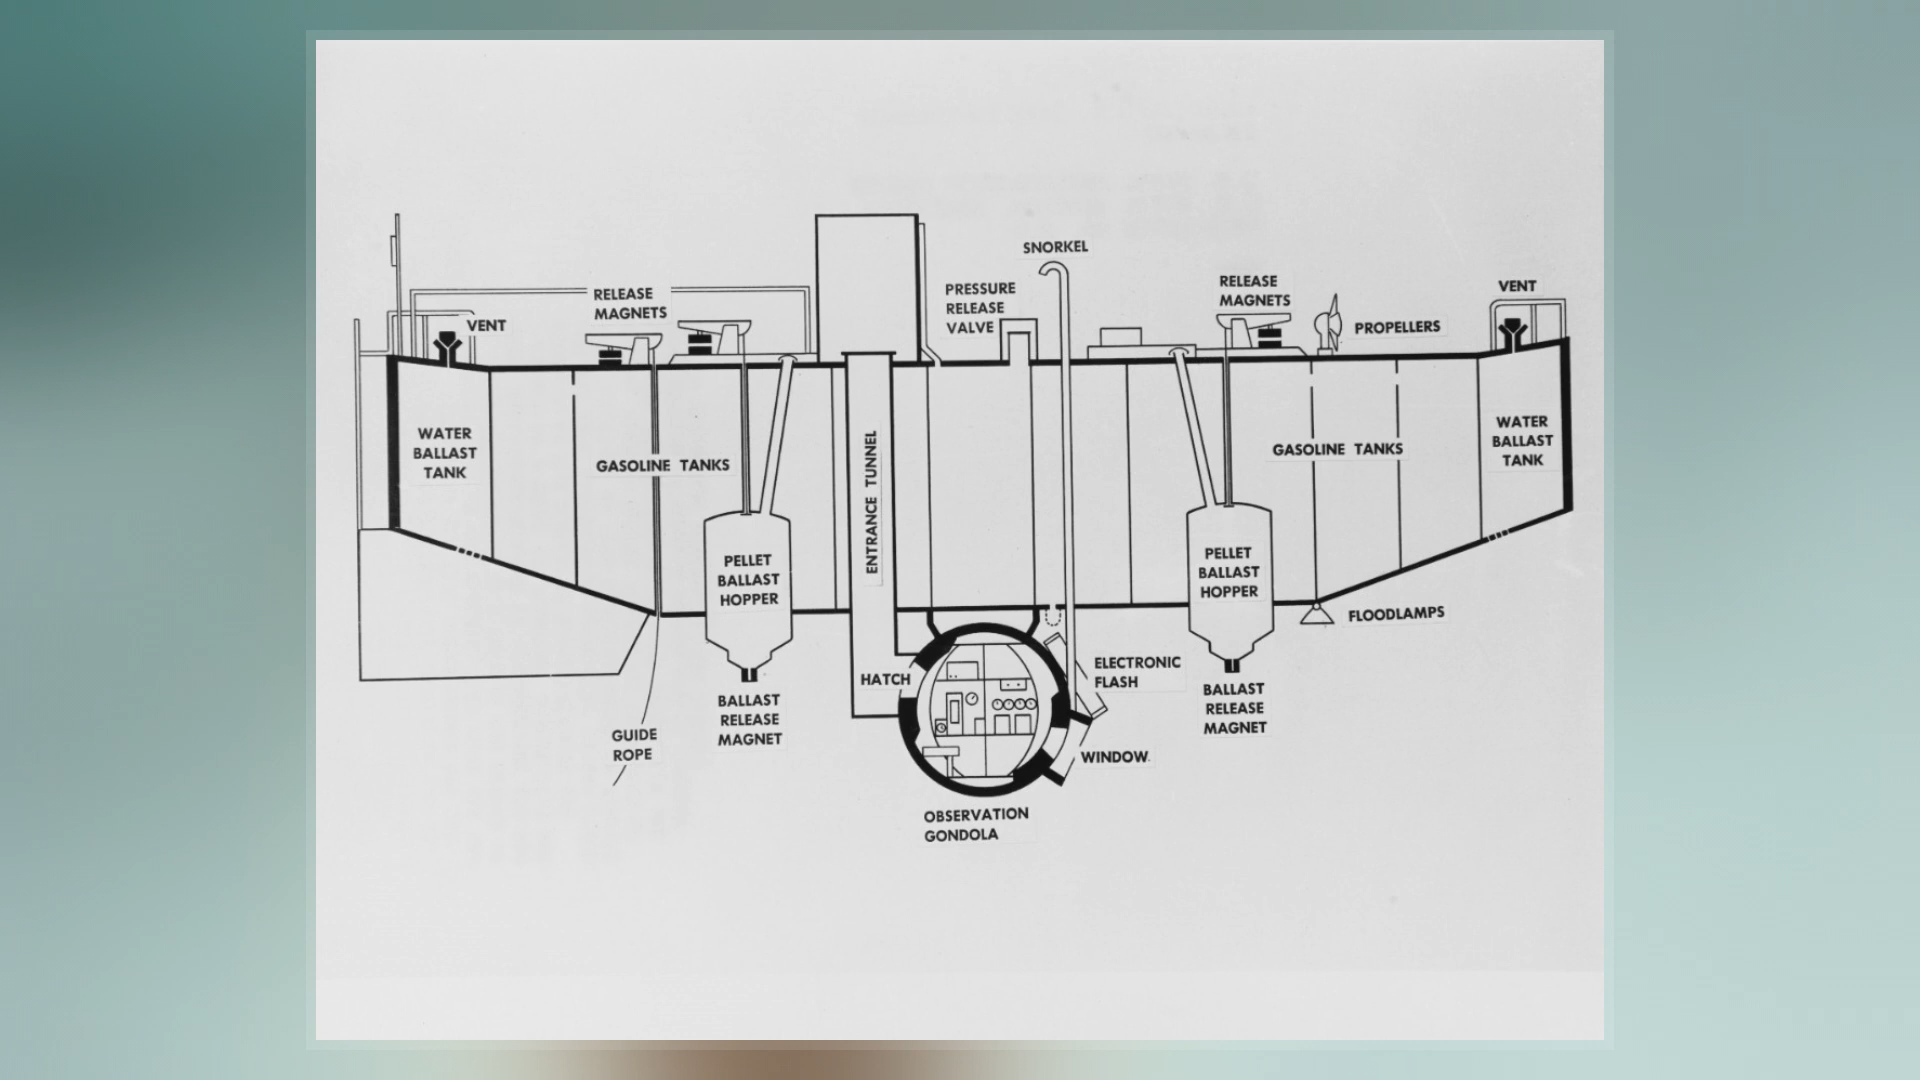 SNORKEL
RELEASE
MAGNETS
VENT
PRESSURE
RELEASE
VALVE
RELEASE
MAGNETS
VENT
PROPELLERS
WATER
BALLAST
TANK
GASOLINE TANKS
ENTRANCE TUNNEL
GASOLINE TANKS
WATER
BALLAST
TANK
PELLET
BALLAST
HOPPER
PELLET
BALLAST
HOPPER
FLOODLAMPS
HATCH
ELECTRONIC
FLASH
BALLAST
RELEASE
MAGNET
BALLAST
RELEASE
MAGNET
GUIDE
ROPE
WINDOW
OBSERVATION
GONDOLA